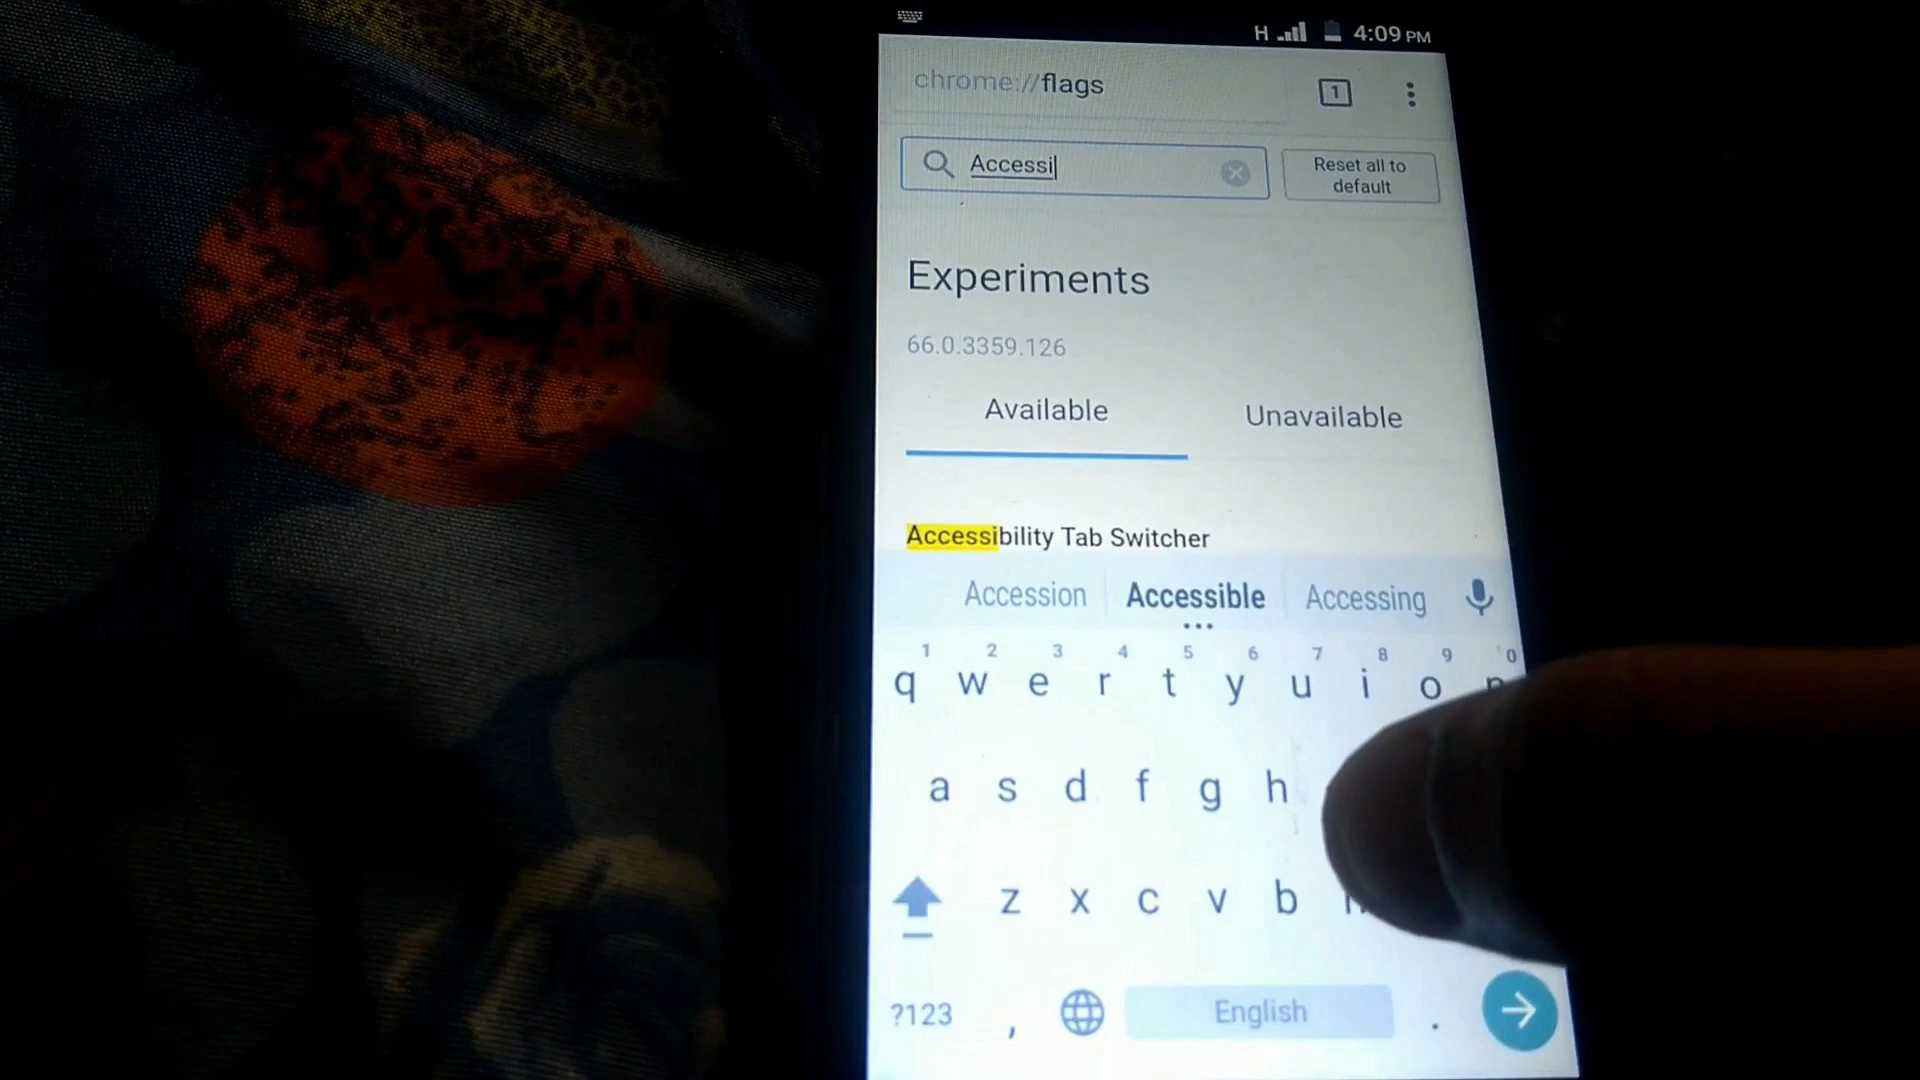 H 4:09 PM
chrome://flags 1
Accessi
Reset all to
default
Experiments
66.0.3359.126
Available Unavailable
Accessibility Tab Switcher
Accession Accessible Accessing
1 2 3 4 5 6 7 8 9 0
q w e r t y u i o p
a s d f g h
z x c v b
?123 , English .